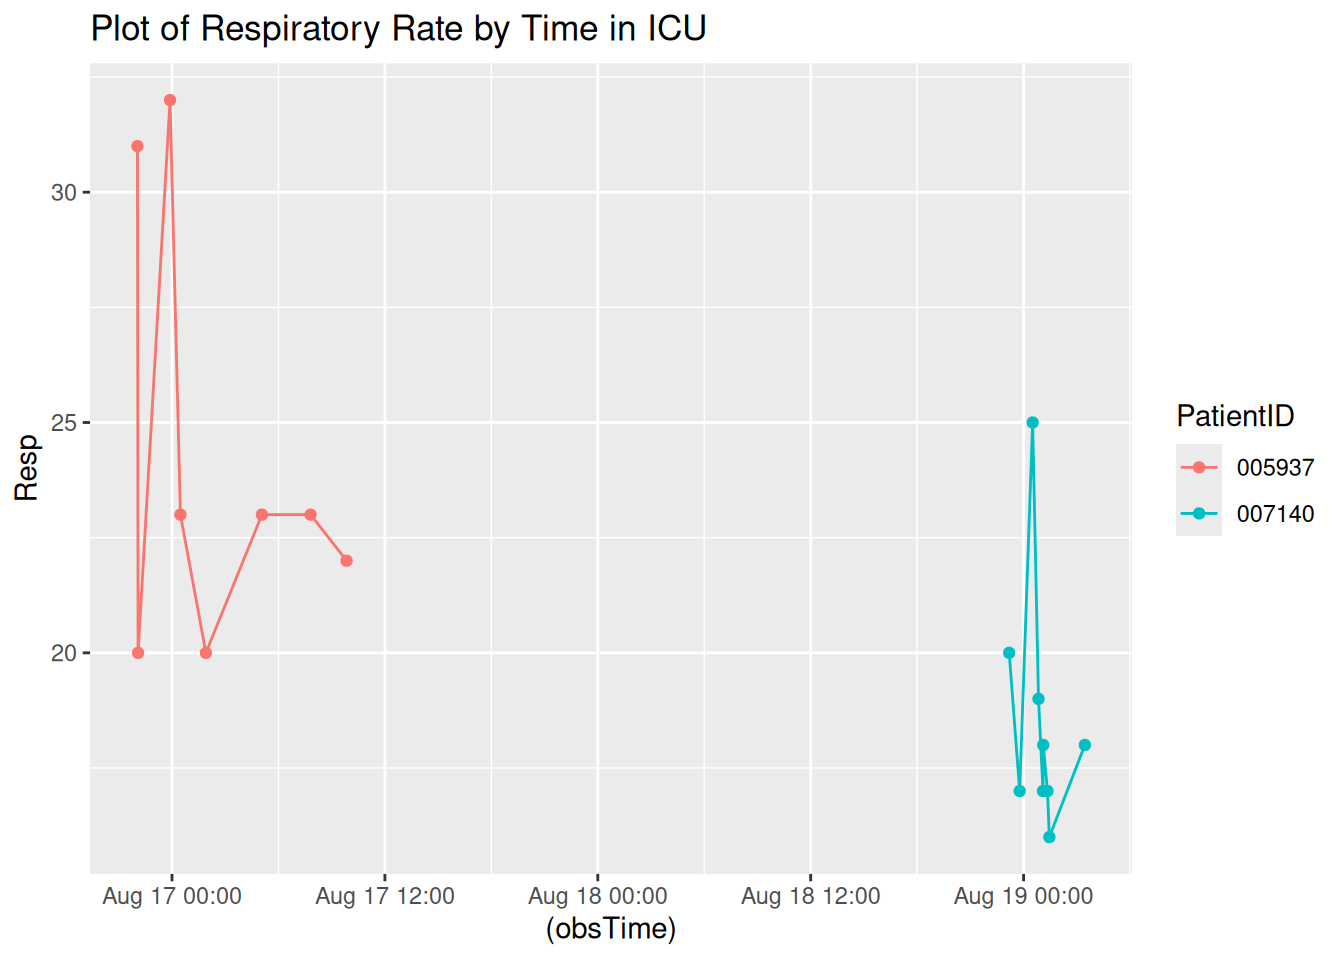 Plot of Respiratory Rate by Time in ICU
Resp
30
25
20
Aug 17 00:00
Aug 17 12:00
Aug 18 00:00
Aug 18 12:00
Aug 19 00:00
(obsTime)
PatientID
005937
007140